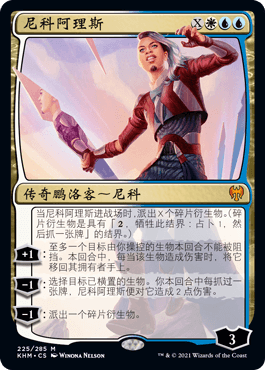 尼科阿理斯
X
传奇鹏洛客～尼科
当尼科阿理斯进战场时,派出X个碎片衍生物。(碎
片衍生物是具有「2,牺牲此结界：占卜1,然
后抓一张牌」的结界。)
+1
:至多一个目标由你操控的生物本回合不能被阻
挡。本回合中,每当该生物造成伤害时,将它
移回其拥有者手上。
-1
:选择目标已横置的生物。你本回合中每抓过一
张牌,尼科阿理斯便对它造成2点伤害。
-1
:派出一个碎片衍生物。
3
225/285 M
KHM • CS Winona Nelson
™ & © 2021 Wizards of the Coast